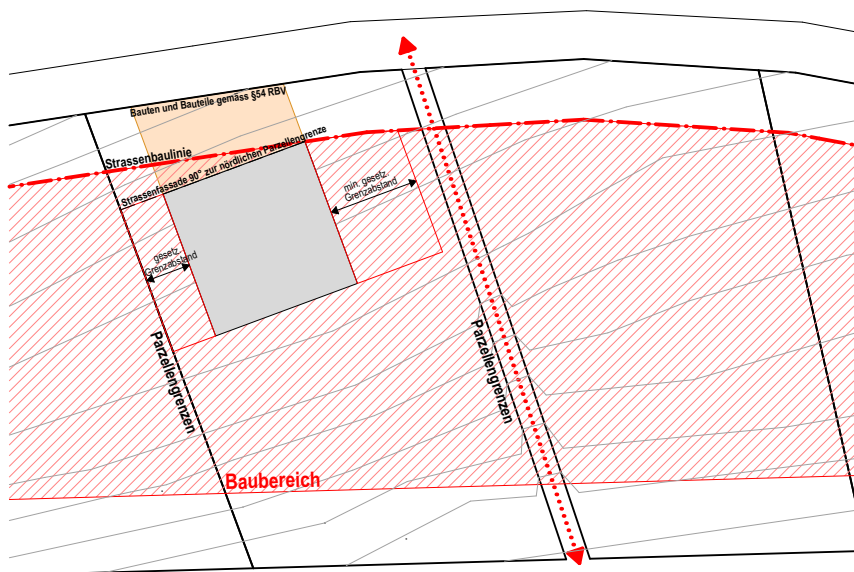 Bauten und Bauteile gemäss §54 RBV
Strassenbaulinie
Strassenfassade 90° zur nördlichen Parzellengrenze
min. gesetz.
Grenzabstand
gesetz.
Grenzabstand
Parzellengrenzen
Parzellengrenzen
Baubereich